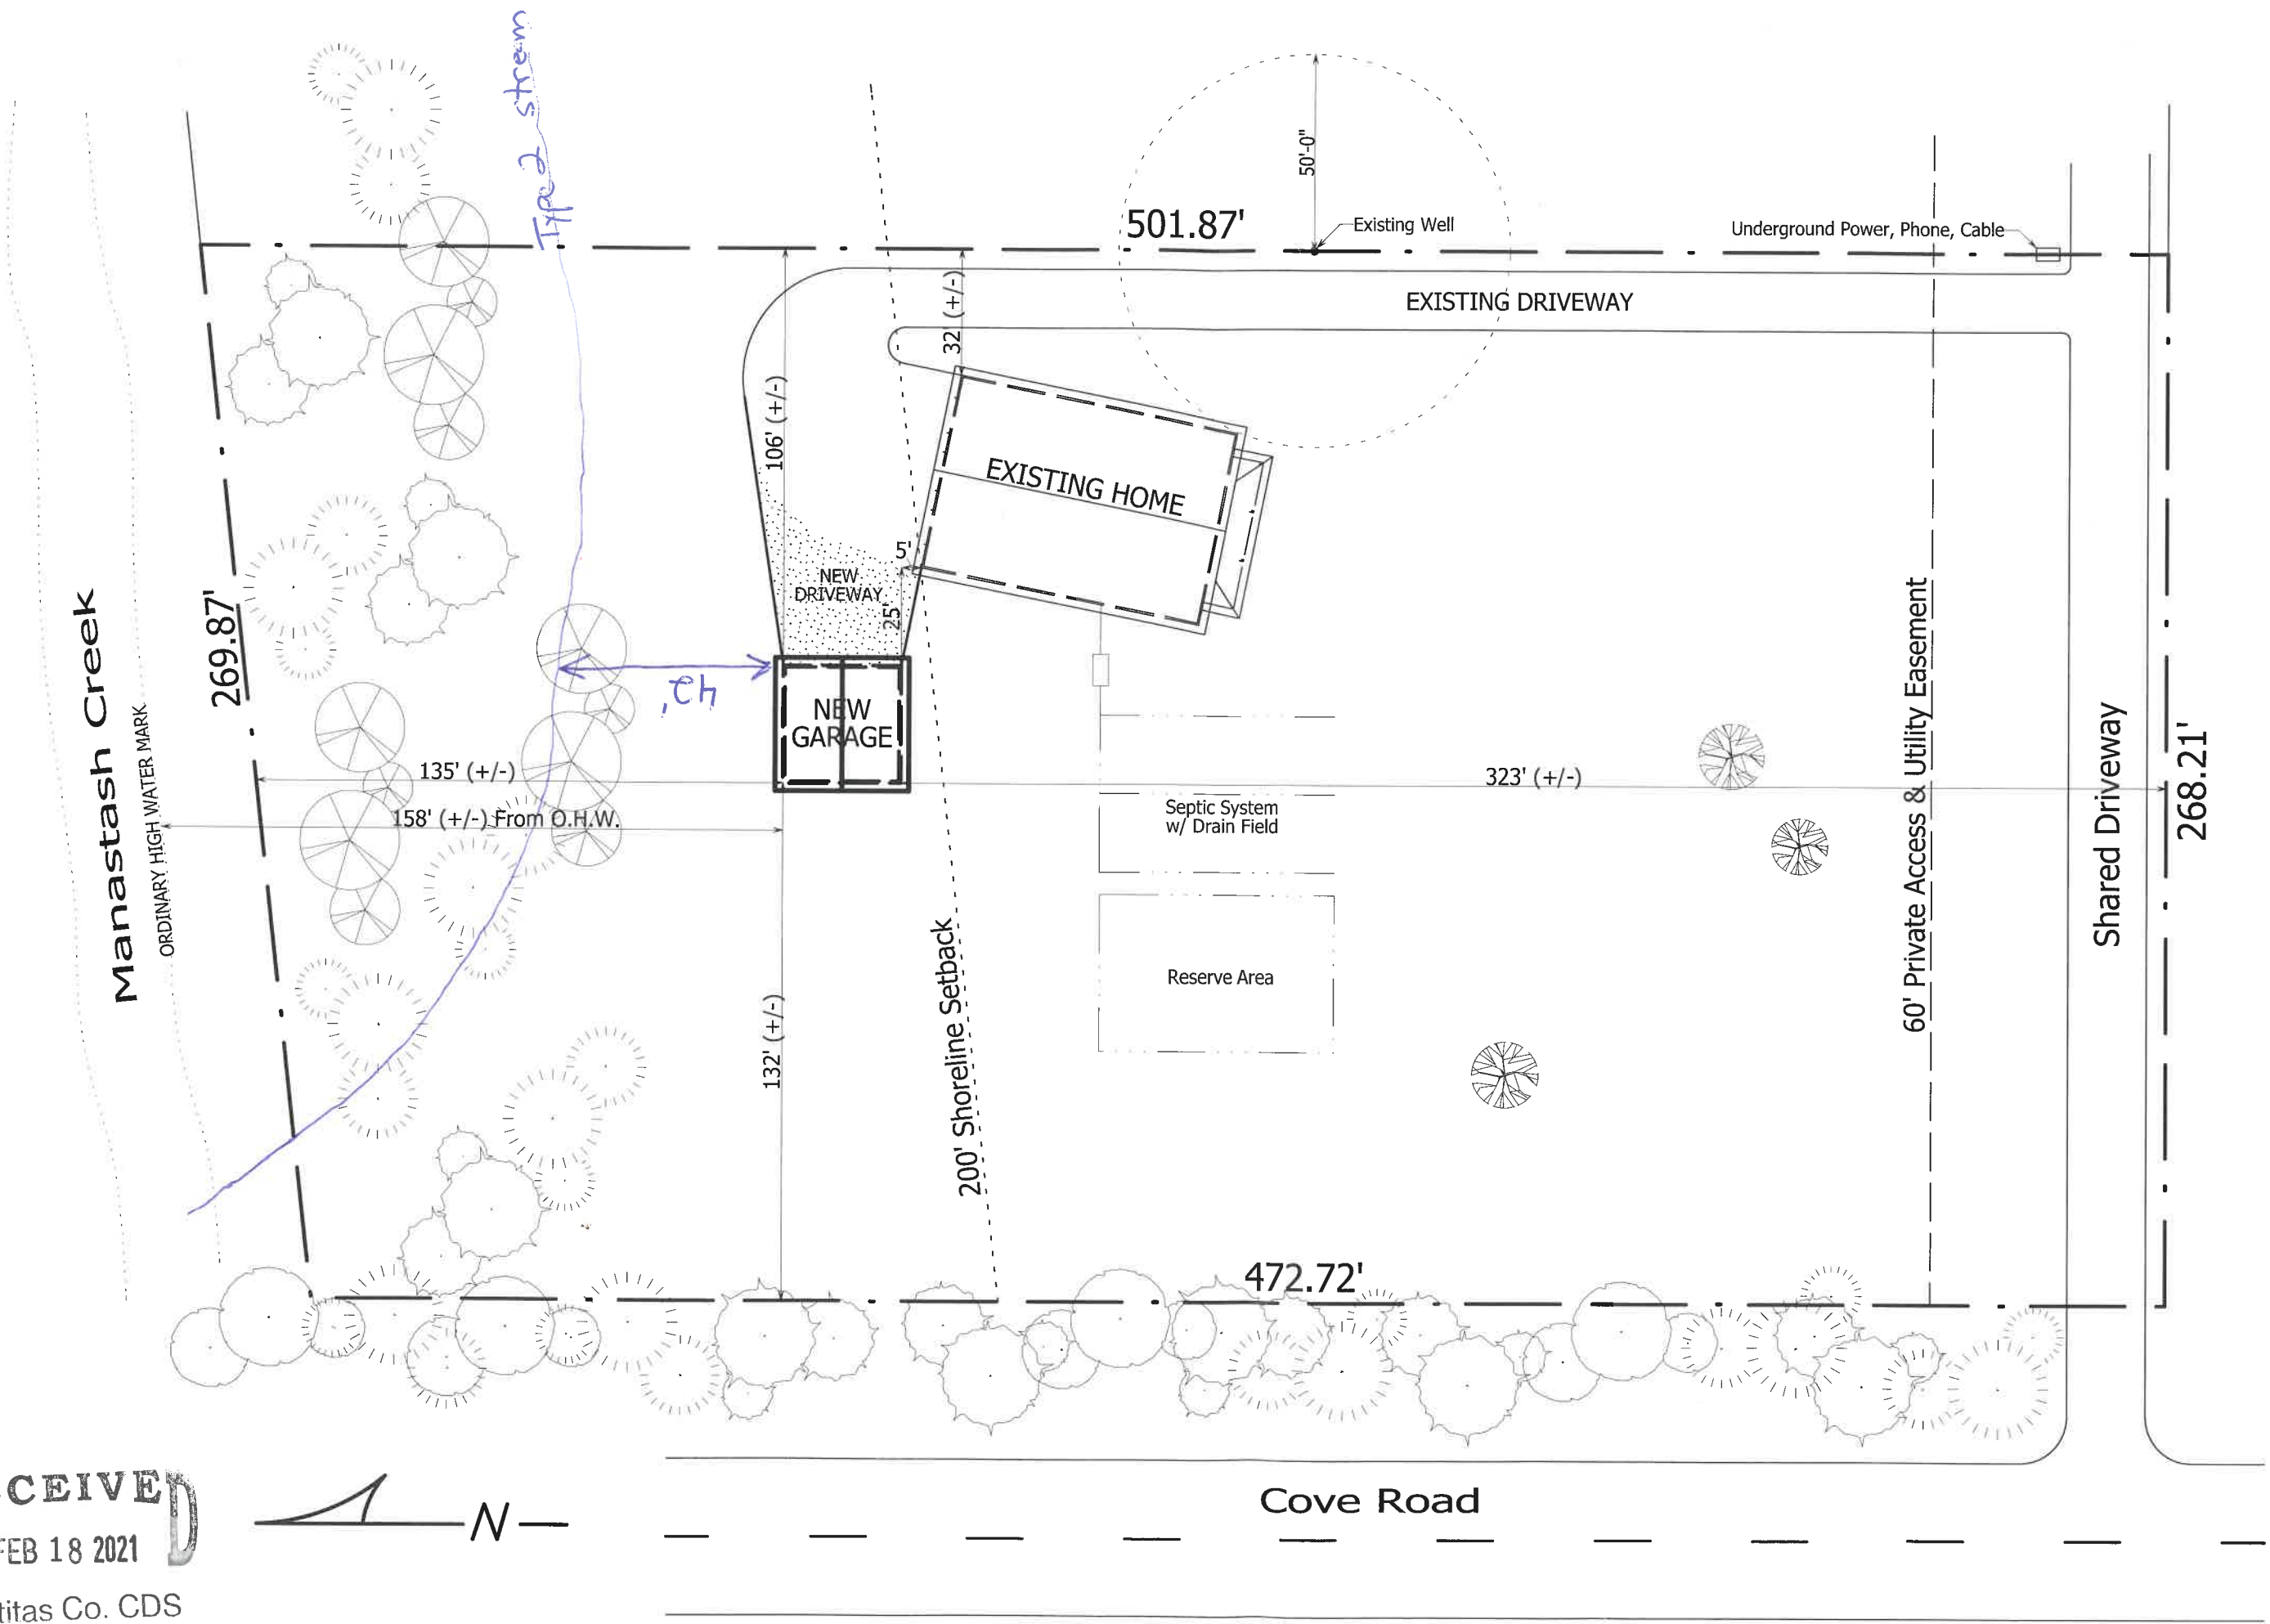 Type 2 stream
50'-0"
501.87'
Existing Well
Underground Power, Phone, Cable
32' (+/-)
EXISTING DRIVEWAY
106' (+/-)
EXISTING HOME
5'
NEW
DRIVEWAY
25'
42'
NEW
GARAGE
Manastash Creek
ORDINARY HIGH WATER MARK
269.87'
135' (+/-)
158' (+/-) From O.H.W.
323' (+/-)
Septic System
w/ Drain Field
Reserve Area
132' (+/-)
200' Shoreline Setback
60' Private Access & Utility Easement
Shared Driveway
268.21'
472.72'
Cove Road
N
CEIVED
FEB 18 2021
titas Co. CDS